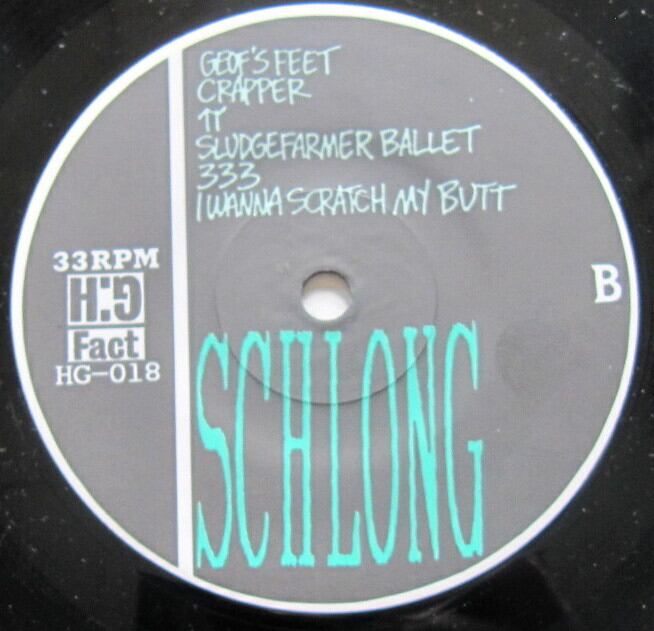 GEOF'S FEET
CRAPPER
1T
SLUDGEFARMER BALLET
333
I WANNA SCRATCH MY BUTT
33RPM
H:G
Fact
HG-018
B
SCHLONG